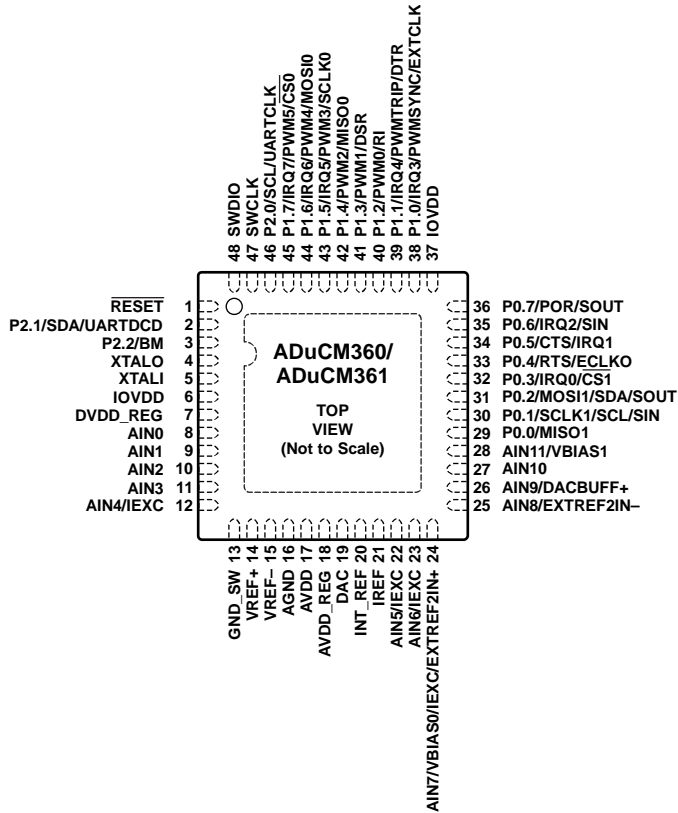 48 SWDIO
47 SWCLK
46 P2.0/SCL/UARTCLK
45 P1.7/IRQ7/PWM5/CS0
44 P1.6/IRQ6/PWM4/MOSI0
43 P1.5/IRQ5/PWM3/SCLK0
42 P1.4/PWM2/MISO0
41 P1.3/PWM1/DSR
40 P1.2/PWM0/RI
39 P1.1/IRQ4/PWMTRIP/DTR
38 P1.0/IRQ3/PWMSYNC/EXTCLK
37 IOVDD
RESET 1
P2.1/SDA/UARTDCD 2
P2.2/BM 3
XTALO 4
XTALI 5
IOVDD 6
DVDD_REG 7
AIN0 8
AIN1 9
AIN2 10
AIN3 11
AIN4/IEXC 12
ADuCM360/
ADuCM361
TOP
VIEW
(Not to Scale)
36 P0.7/POR/SOUT
35 P0.6/IRQ2/SIN
34 P0.5/CTS/IRQ1
33 P0.4/RTS/ECLKO
32 P0.3/IRQ0/CS1
31 P0.2/MOSI1/SDA/SOUT
30 P0.1/SCLK1/SCL/SIN
29 P0.0/MISO1
28 AIN11/VBIAS1
27 AIN10
26 AIN9/DACBUFF+
25 AIN8/EXTREF2IN–
GND_SW 13
VREF+ 14
VREF– 15
AGND 16
AVDD 17
AVDD_REG 18
DAC 19
INT_REF 20
IREF 21
AIN5/IEXC 22
AIN6/IEXC 23
AIN7/VBIAS0/IEXC/EXTREF2IN+ 24